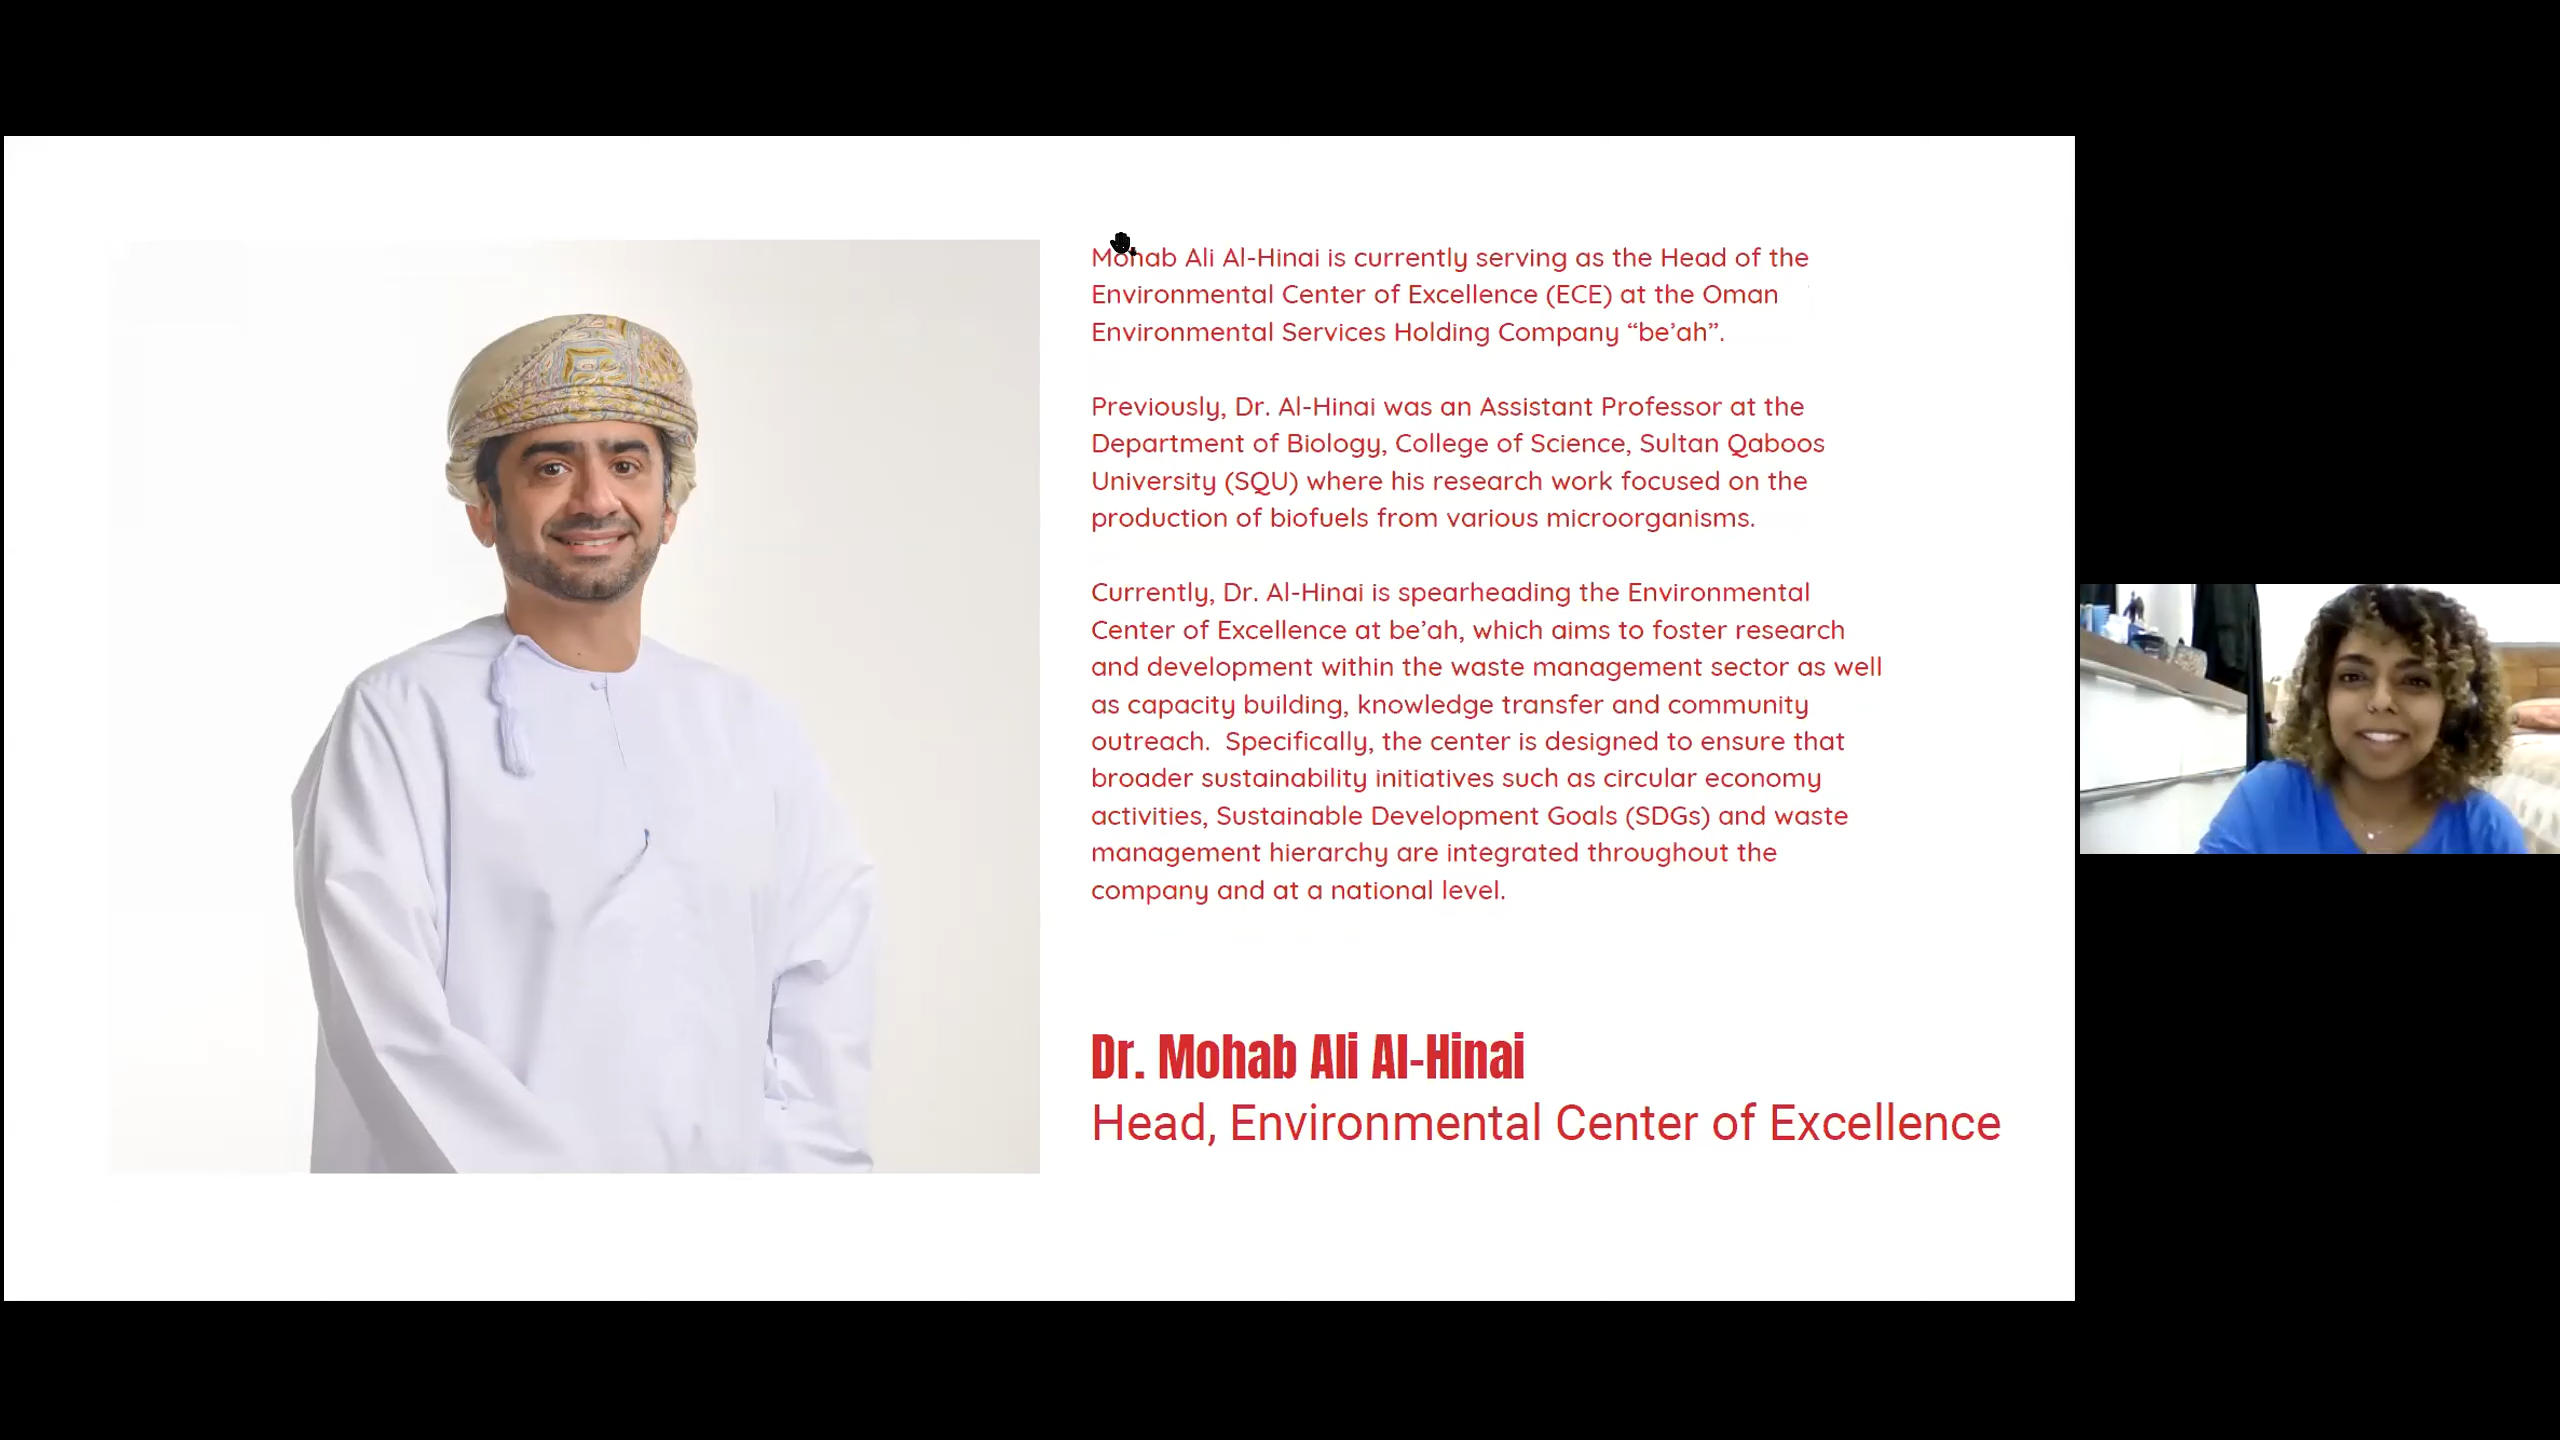 Mohab Ali Al-Hinai is currently serving as the Head of the
Environmental Center of Excellence (ECE) at the Oman
Environmental Services Holding Company “be’ah”.
Previously, Dr. Al-Hinai was an Assistant Professor at the
Department of Biology, College of Science, Sultan Qaboos
University (SQU) where his research work focused on the
production of biofuels from various microorganisms.
Currently, Dr. Al-Hinai is spearheading the Environmental
Center of Excellence at be’ah, which aims to foster research
and development within the waste management sector as well
as capacity building, knowledge transfer and community
outreach.  Specifically, the center is designed to ensure that
broader sustainability initiatives such as circular economy
activities, Sustainable Development Goals (SDGs) and waste
management hierarchy are integrated throughout the
company and at a national level.
Dr. Mohab Ali Al-Hinai
Head, Environmental Center of Excellence